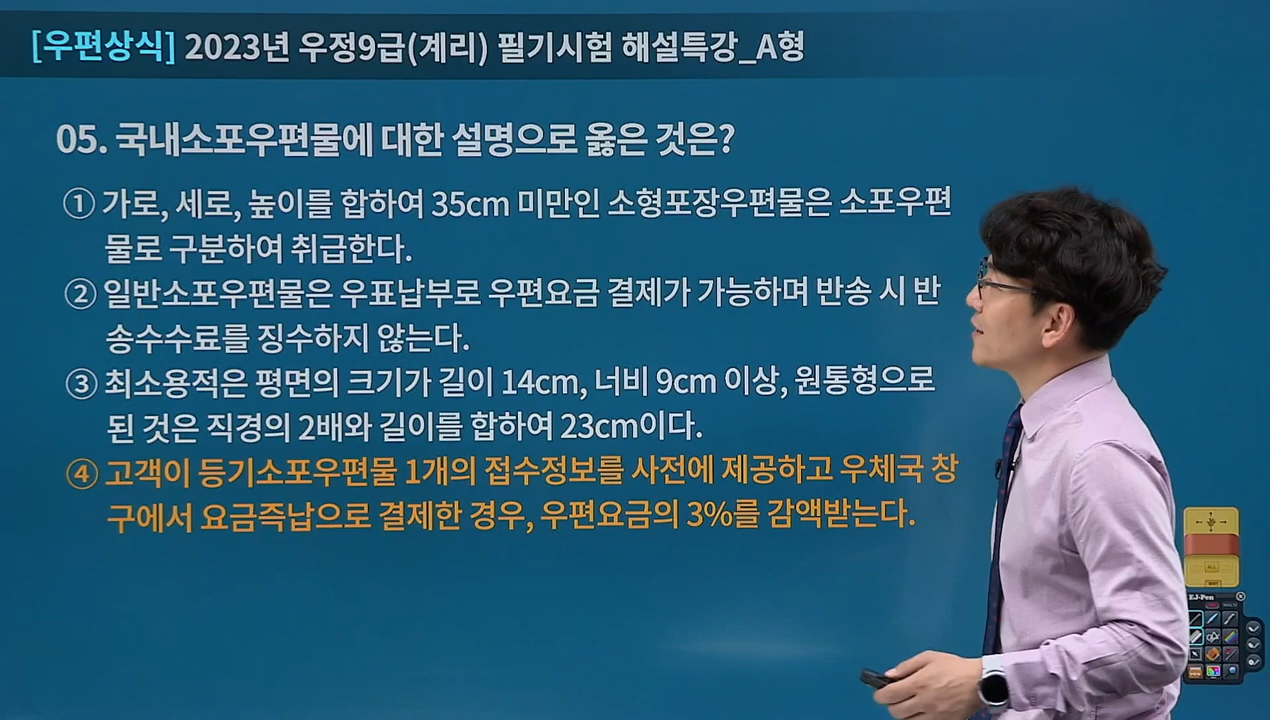 [우편상식] 2023년 우정9급(계리) 필기시험 해설특강_A형
05. 국내소포우편물에 대한 설명으로 옳은 것은?
① 가로, 세로, 높이를 합하여 35cm 미만인 소형포장우편물은 소포우편
물로 구분하여 취급한다.
② 일반소포우편물은 우표납부로 우편요금 결제가 가능하며 반송 시 반
송수수료를 징수하지 않는다.
③ 최소용적은 평면의 크기가 길이 14cm, 너비 9cm 이상, 원통형으로
된 것은 직경의 2배와 길이를 합하여 23cm이다.
④ 고객이 등기소포우편물 1개의 접수정보를 사전에 제공하고 우체국 창
구에서 요금즉납으로 결제한 경우, 우편요금의 3%를 감액받는다.
ALL
EJ-Pen